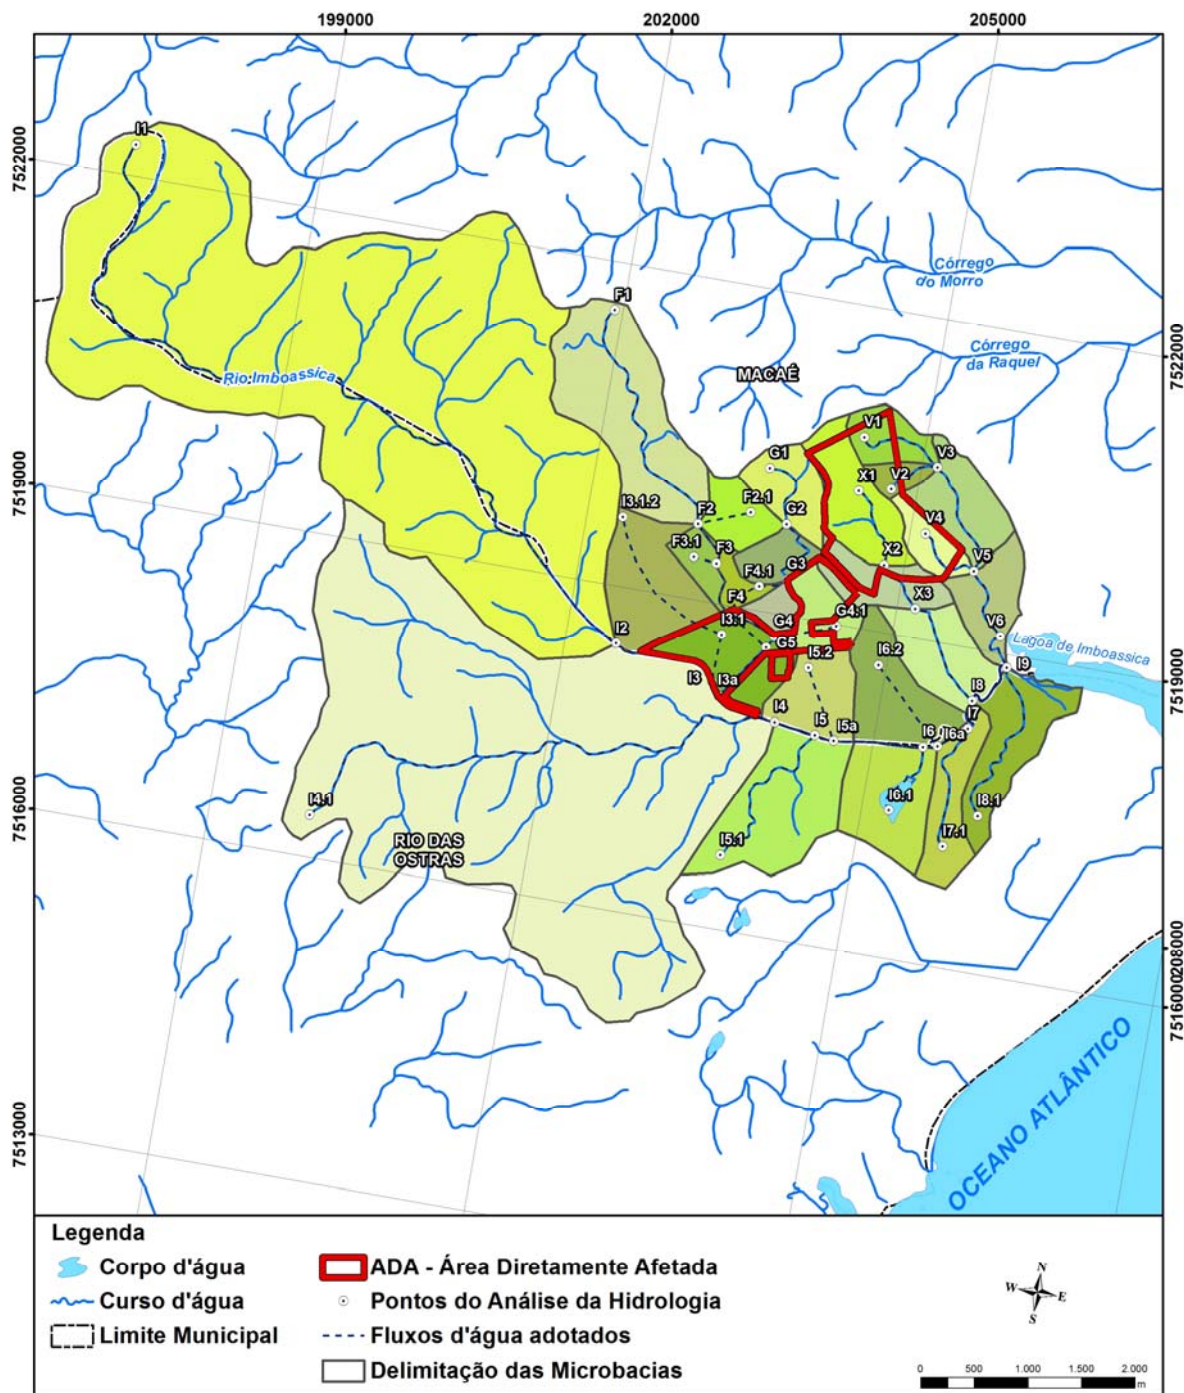 199000
202000
205000
7522000
7519000
7516000
7513000
7522000
7519000
208000
7516000
I1
F1
Córrego
do Morro
Córrego
da Raquel
MACAÉ
Rio Imboassíca
V1
G1
V3
V2
X1
I3.1.2
F2
F2.1
G2
V4
F3.1
F3
X2
V5
G3
F4.1
F4
X3
G4
G4.1
I2
I3.1
G5
V6
Lagoa de Imboassica
I5.2
I6.2
I9
I3
I3a
I8
I4
I5
I5a
I7
I6
I6a
I4.1
I6.1
I8.1
RIO DAS
OSTRAS
I5.1
I7.1
OCEANO ATLÂNTICO
Legenda
Corpo d'água
Curso d'água
Limite Municipal
ADA - Área Diretamente Afetada
Pontos do Análise da Hidrologia
Fluxos d'água adotados
Delimitação das Microbacias
N
W
E
S
0 500 1.000 1.500 2.000
m